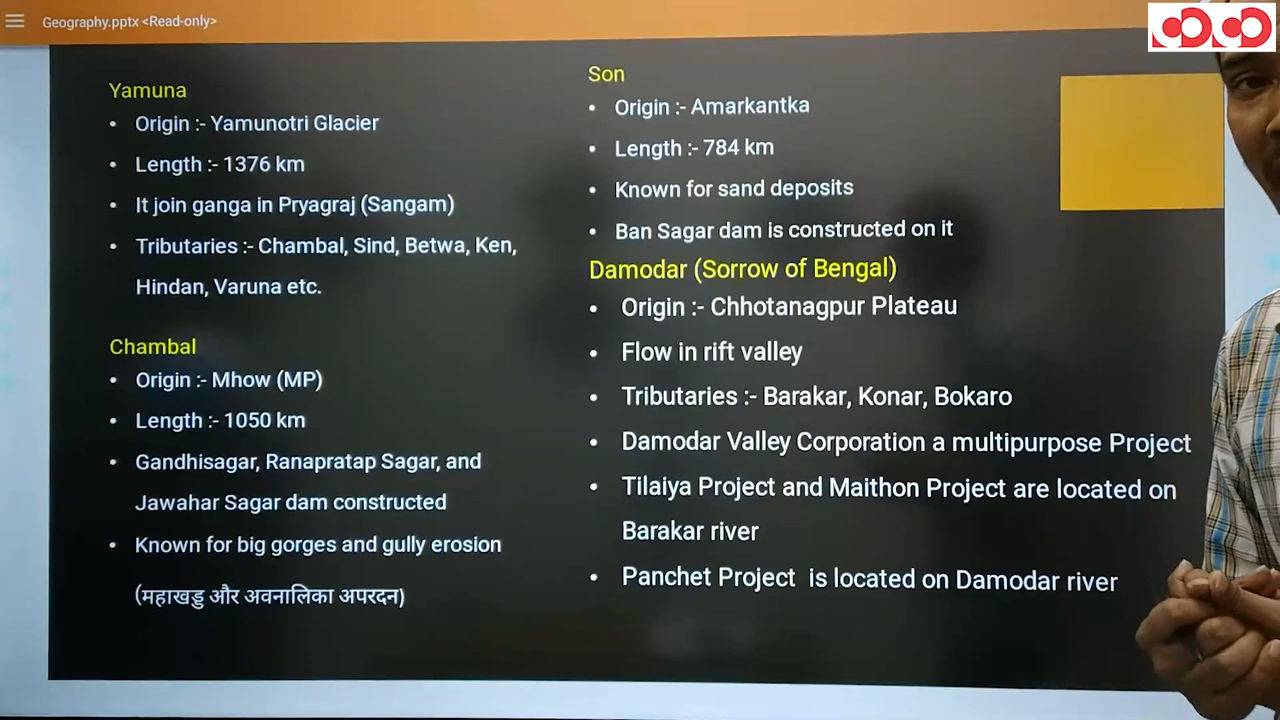 Geography.pptx <Read-only>
Yamuna
• Origin :- Yamunotri Glacier
• Length :- 1376 km
• It join ganga in Pryagraj (Sangam)
• Tributaries :- Chambal, Sind, Betwa, Ken,
Hindan, Varuna etc.
Chambal
• Origin :- Mhow (MP)
• Length :- 1050 km
• Gandhisagar, Ranapratap Sagar, and
Jawahar Sagar dam constructed
• Known for big gorges and gully erosion
(महाखड्ड और अवनालिका अपरदन)
Son
• Origin :- Amarkantka
• Length :- 784 km
• Known for sand deposits
• Ban Sagar dam is constructed on it
Damodar (Sorrow of Bengal)
• Origin :- Chhotanagpur Plateau
• Flow in rift valley
• Tributaries :- Barakar, Konar, Bokaro
• Damodar Valley Corporation a multipurpose Project
• Tilaiya Project and Maithon Project are located on
Barakar river
• Panchet Project is located on Damodar river